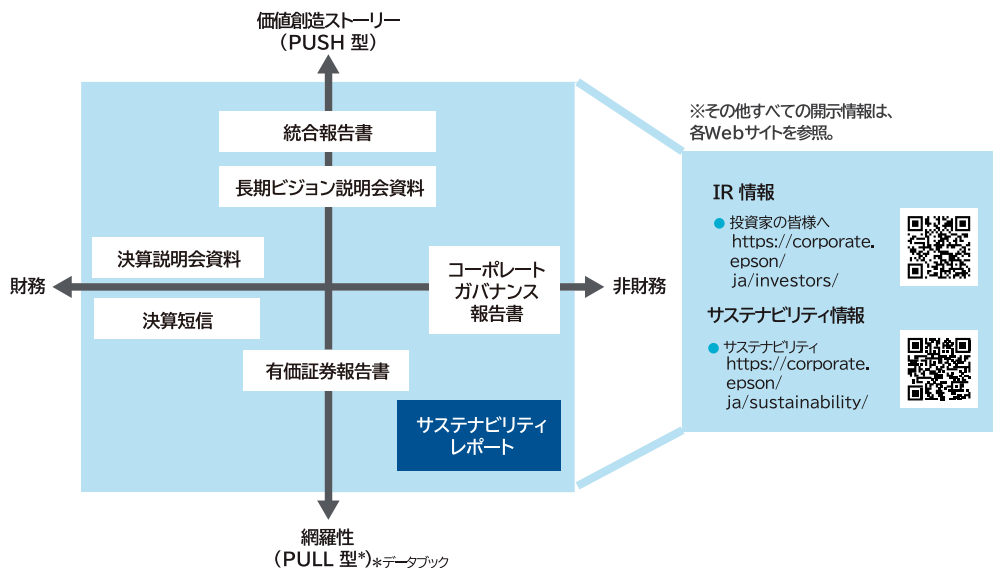 価値創造ストーリー
（PUSH 型）
統合報告書
長期ビジョン説明会資料
決算説明会資料
財務
決算短信
コーポレート
ガバナンス
報告書
非財務
有価証券報告書
サステナビリティ
レポート
網羅性
（PULL 型*）*データブック
※その他すべての開示情報は、
各Webサイトを参照。
IR 情報
● 投資家の皆様へ
https://corporate.
epson/
ja/investors/
サステナビリティ情報
● サステナビリティ
https://corporate.
epson/
ja/sustainability/